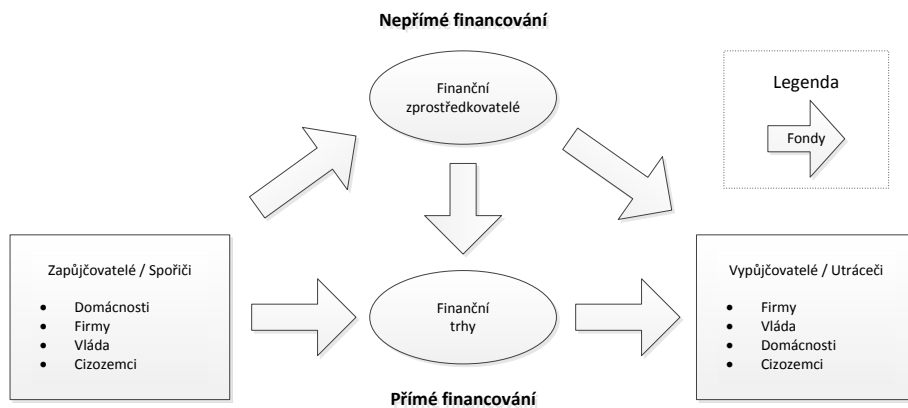 Nepřímé financování
Finanční
zprostředkovatelé
Legenda
Fondy
Zapůjčovatelé / Spořiči
• Domácnosti
• Firmy
• Vláda
• Cizozemci
Finanční
trhy
Vypůjčovatelé / Utráceči
• Firmy
• Vláda
• Domácnosti
• Cizozemci
Přímé financování